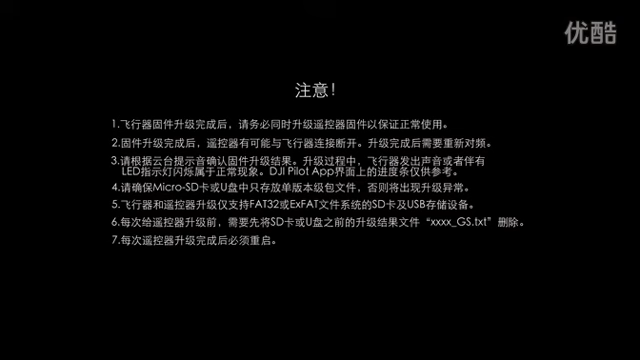 优酷
注意！
1.飞行器固件升级完成后，请务必同时升级遥控器固件以保证正常使用。
2.固件升级完成后，遥控器有可能与飞行器连接断开。升级完成后需要重新对频。
3.请根据云台提示音确认固件升级结果。升级过程中，飞行器发出声音或者伴有
LED指示灯闪烁属于正常现象。DJI Pilot App界面上的进度条仅供参考。
4.请确保Micro-SD卡或U盘中只存放单版本级包文件，否则将出现升级异常。
5.飞行器和遥控器升级仅支持FAT32或ExFAT文件系统的SD卡及USB存储设备。
6.每次给遥控器升级前，需要先将SD卡或U盘之前的升级结果文件“xxxx_GS.txt”删除。
7.每次遥控器升级完成后必须重启。